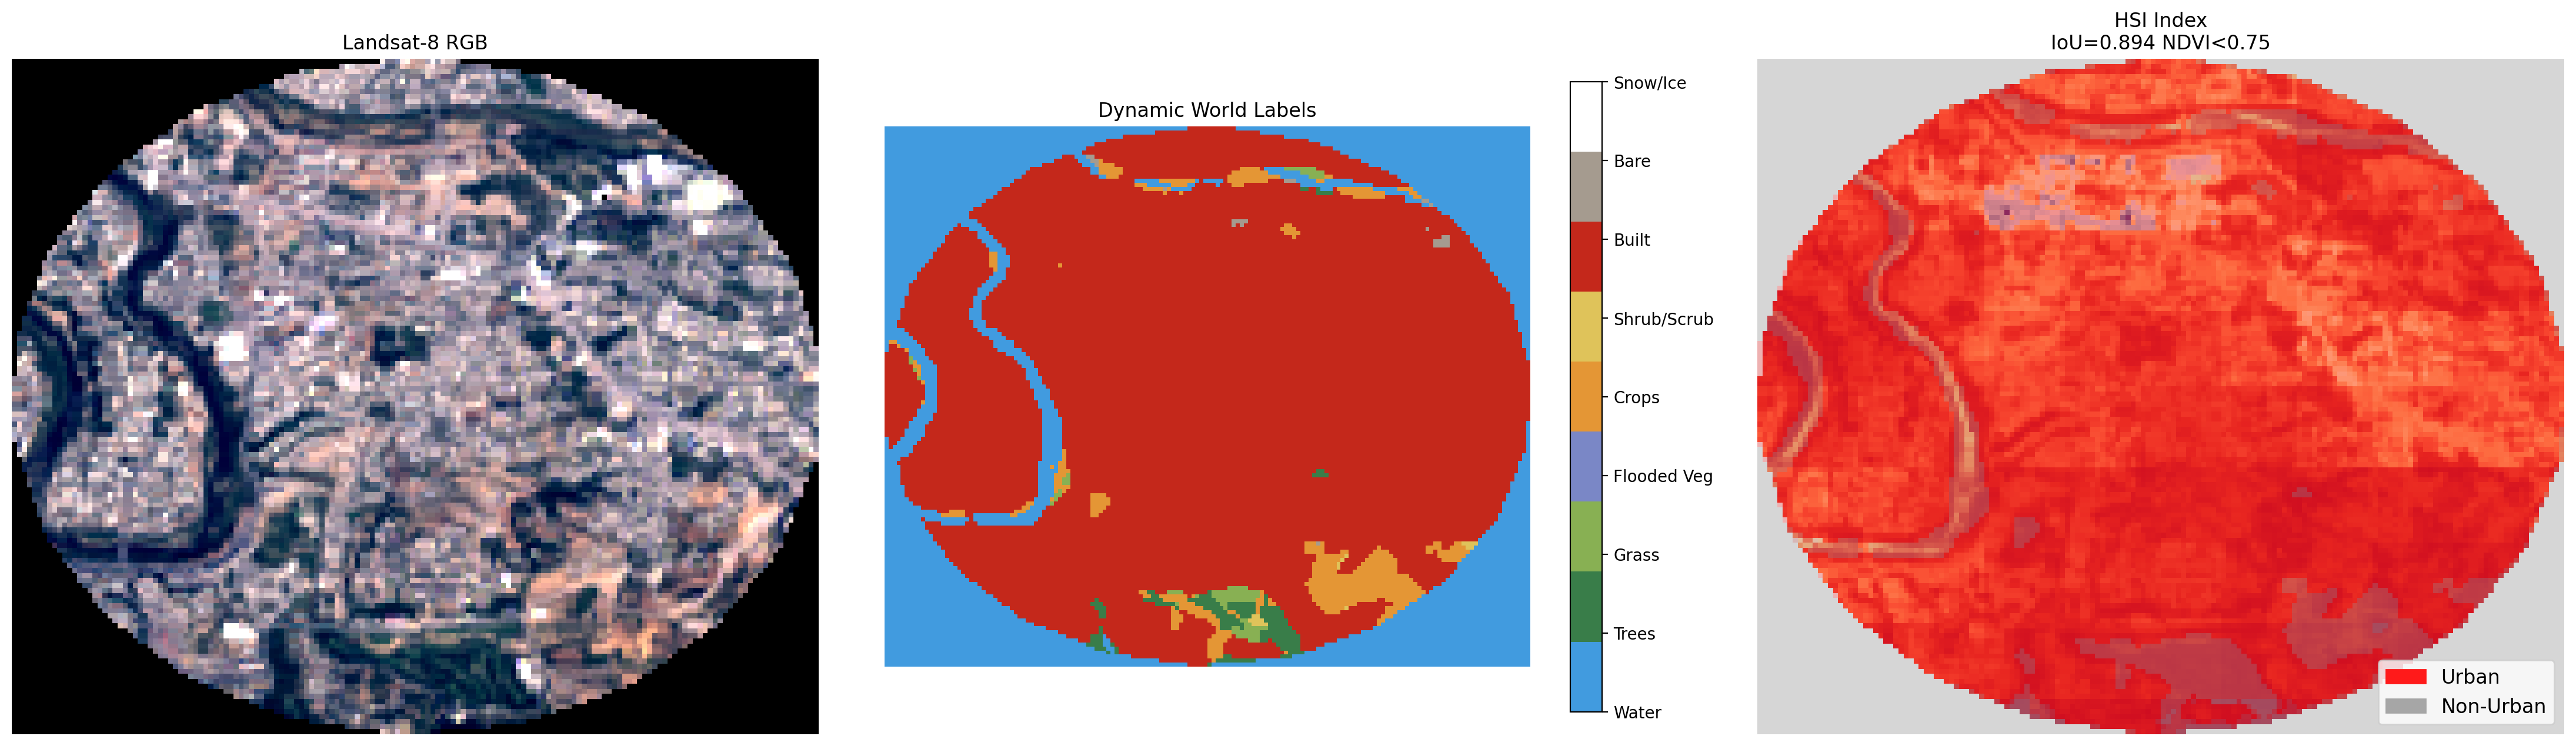 Landsat-8 RGB
Dynamic World Labels
Snow/Ice
Bare
Built
Shrub/Scrub
Crops
Flooded Veg
Grass
Trees
Water
HSI Index
IoU=0.894 NDVI<0.75
Urban
Non-Urban